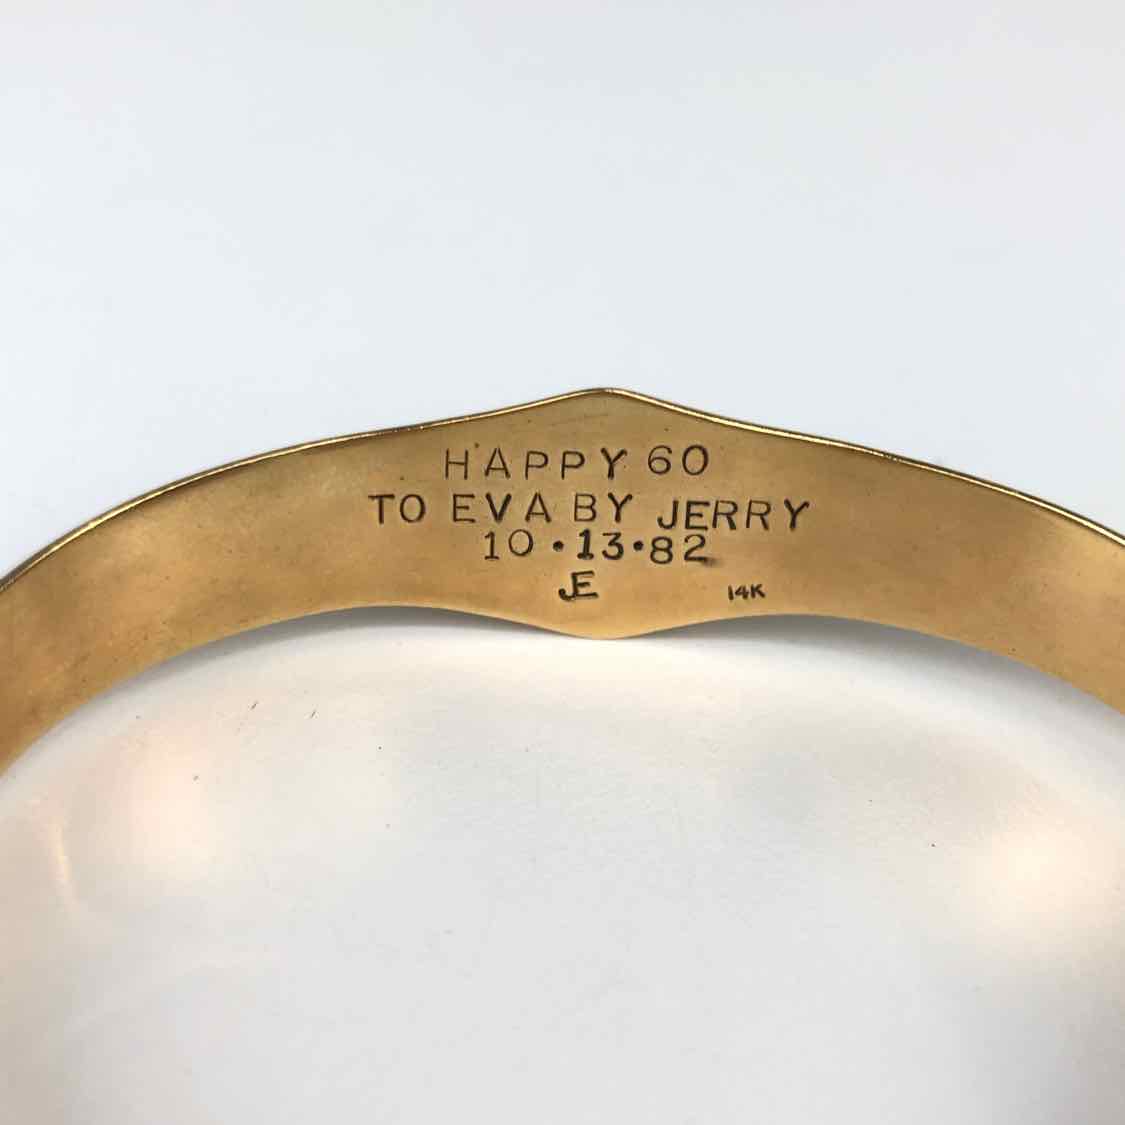 HAPPY 60
TO EVA BY JERRY
10•13•82
JE
14K